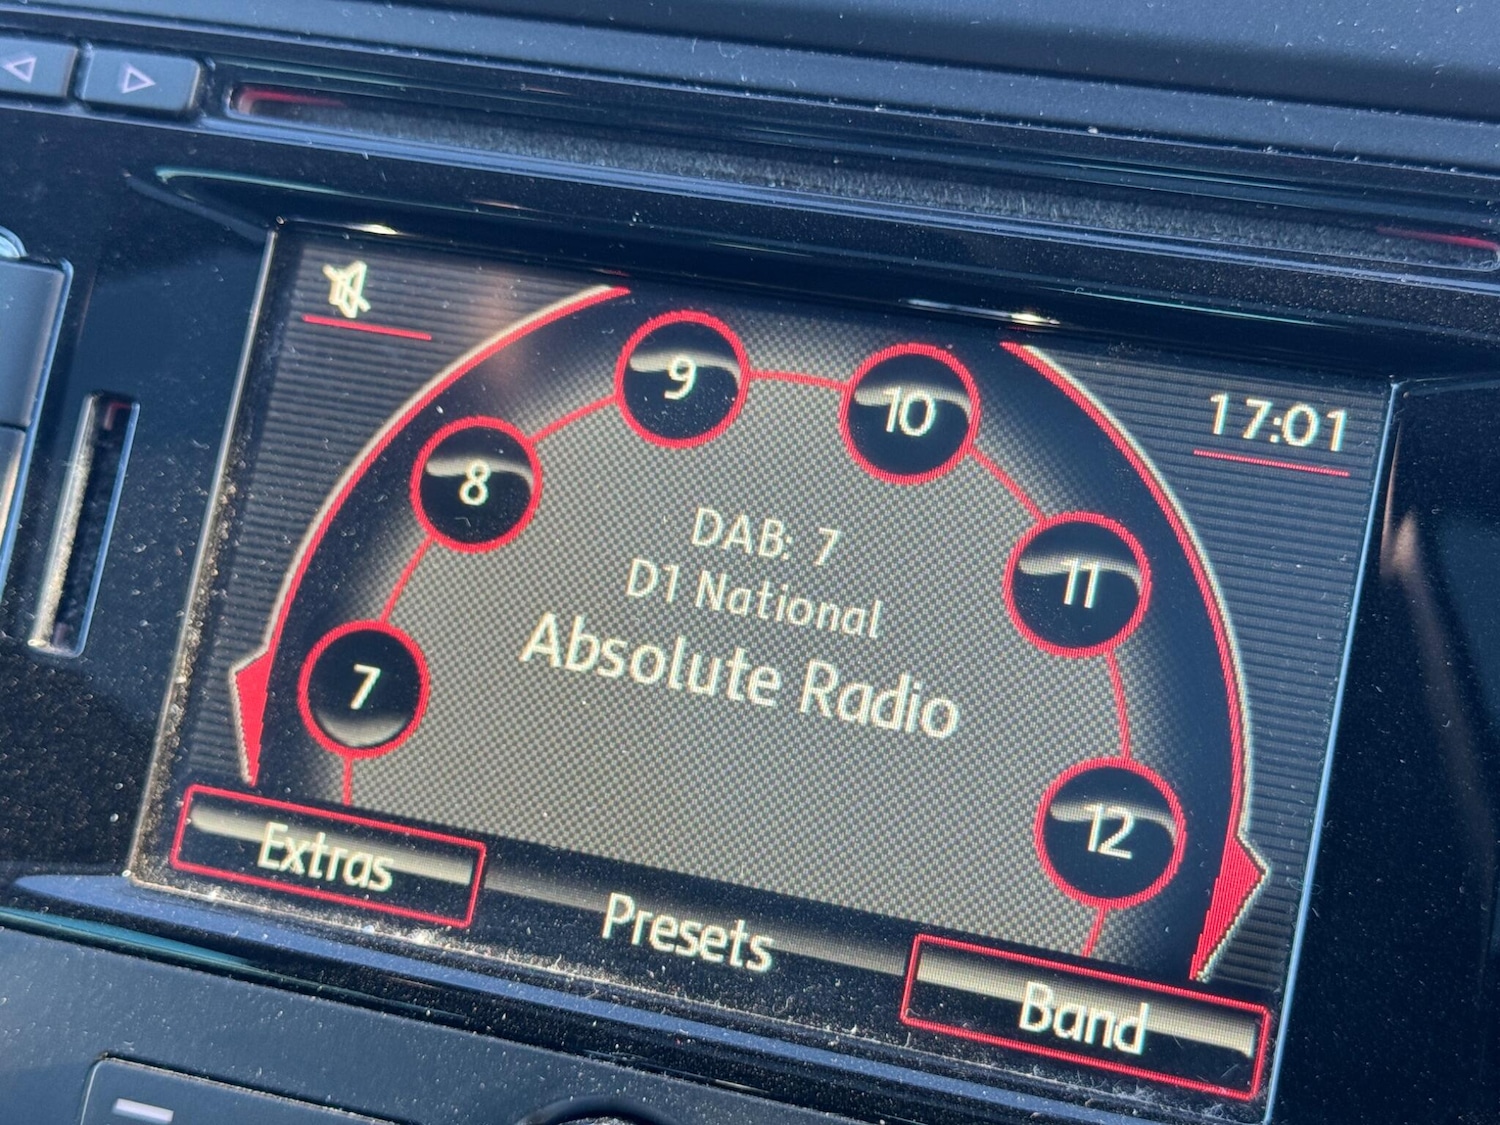 17:01
9
10
8
11
7
12
DAB: 7
D1 National
Absolute Radio
Extras
Presets
Band